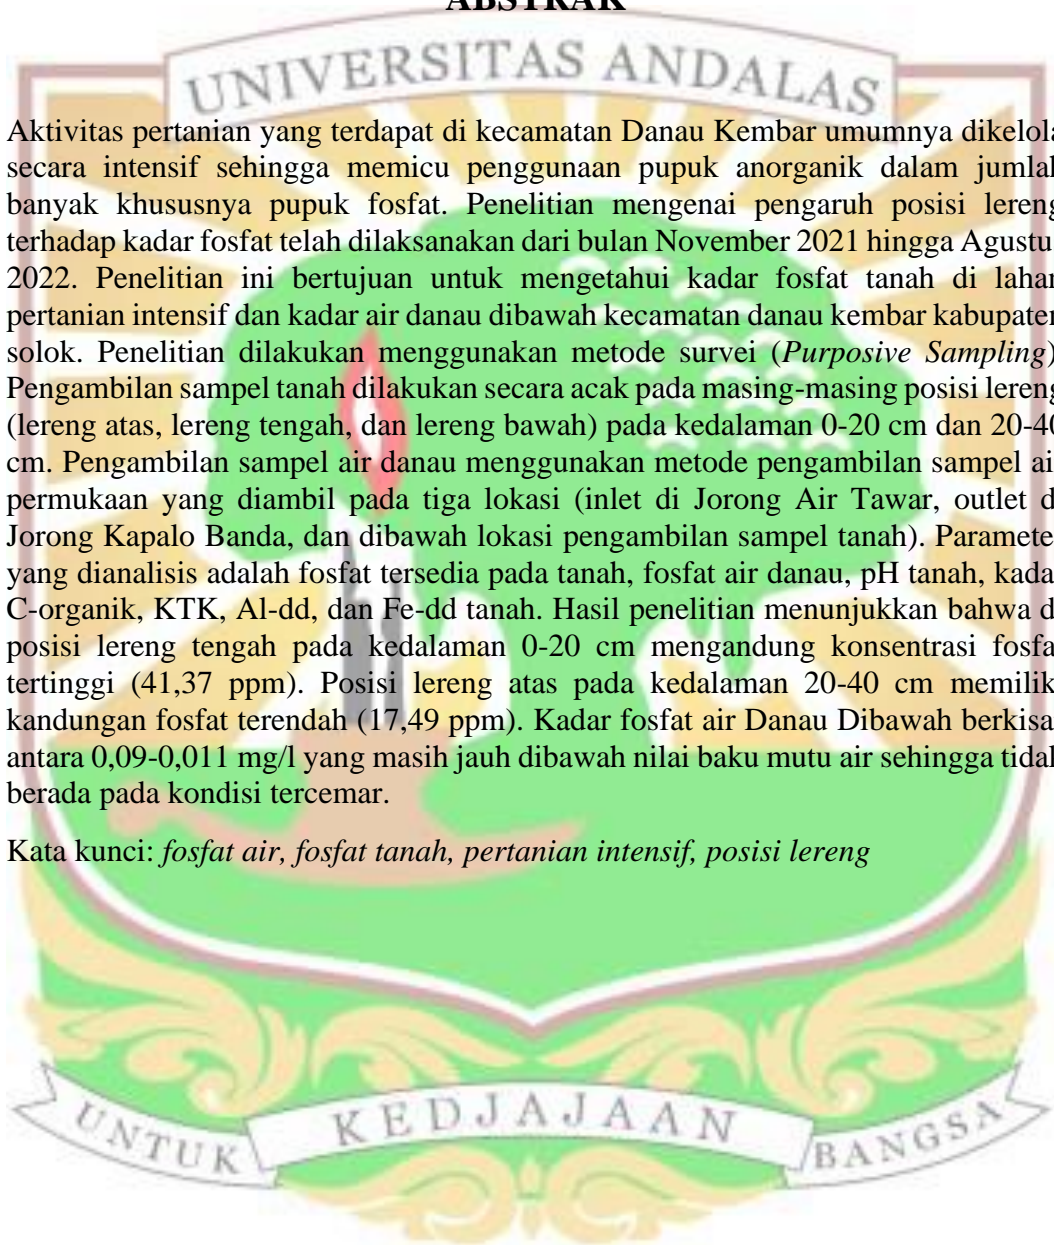 ABSTRAK
UNIVERSITAS ANDALAS
Aktivitas pertanian yang terdapat di kecamatan Danau Kembar umumnya dikelola
secara intensif sehingga memicu penggunaan pupuk anorganik dalam jumlah
banyak khususnya pupuk fosfat. Penelitian mengenai pengaruh posisi lereng
terhadap kadar fosfat telah dilaksanakan dari bulan November 2021 hingga Agustu
2022. Penelitian ini bertujuan untuk mengetahui kadar fosfat tanah di lahan
pertanian intensif dan kadar air danau dibawah kecamatan danau kembar kabupaten
solok. Penelitian dilakukan menggunakan metode survei (Purposive Sampling)
Pengambilan sampel tanah dilakukan secara acak pada masing-masing posisi lereng
(lereng atas, lereng tengah, dan lereng bawah) pada kedalaman 0-20 cm dan 20-40
cm. Pengambilan sampel air danau menggunakan metode pengambilan sampel ai
permukaan yang diambil pada tiga lokasi (inlet di Jorong Air Tawar, outlet d
Jorong Kapalo Banda, dan dibawah lokasi pengambilan sampel tanah). Paramete
yang dianalisis adalah fosfat tersedia pada tanah, fosfat air danau, pH tanah, kada
C-organik, KTK, Al-dd, dan Fe-dd tanah. Hasil penelitian menunjukkan bahwa d
posisi lereng tengah pada kedalaman 0-20 cm mengandung konsentrasi fosfa
tertinggi (41,37 ppm). Posisi lereng atas pada kedalaman 20-40 cm memilik
kandungan fosfat terendah (17,49 ppm). Kadar fosfat air Danau Dibawah berkisa
antara 0,09-0,011 mg/l yang masih jauh dibawah nilai baku mutu air sehingga tidak
berada pada kondisi tercemar.
Kata kunci: fosfat air, fosfat tanah, pertanian intensif, posisi lereng
UNTUK KEDJAJAAN BANGSA